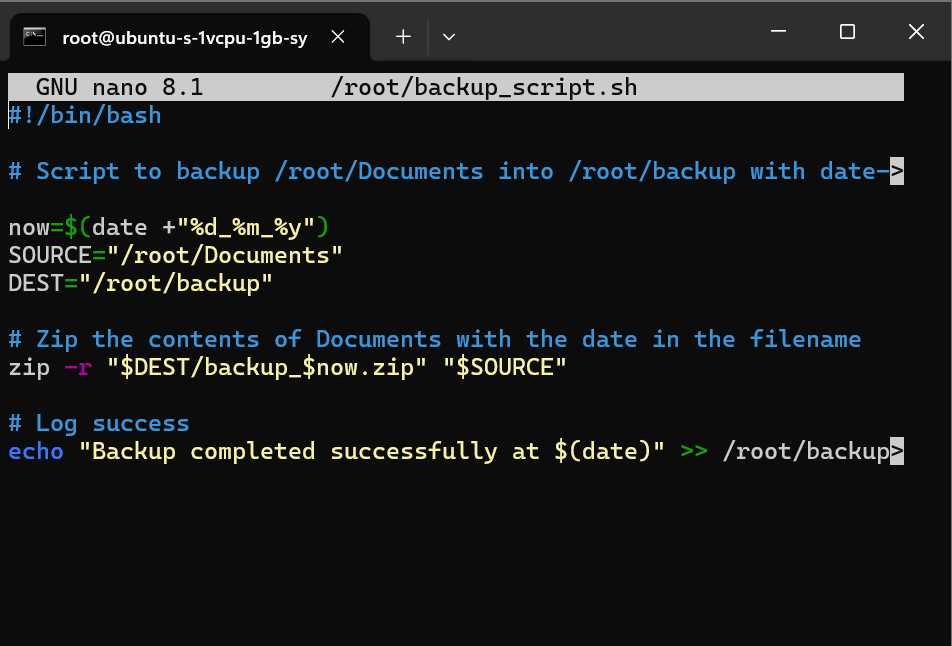 root@ubuntu-s-1vcpu-1gb-sy
GNU nano 8.1 /root/backup_script.sh
#!/bin/bash
# Script to backup /root/Documents into /root/backup with date->
now=$(date +"%d_%m_%y")
SOURCE="/root/Documents"
DEST="/root/backup"
# Zip the contents of Documents with the date in the filename
zip -r "$DEST/backup_$now.zip" "$SOURCE"
# Log success
echo "Backup completed successfully at $(date)" >> /root/backup>